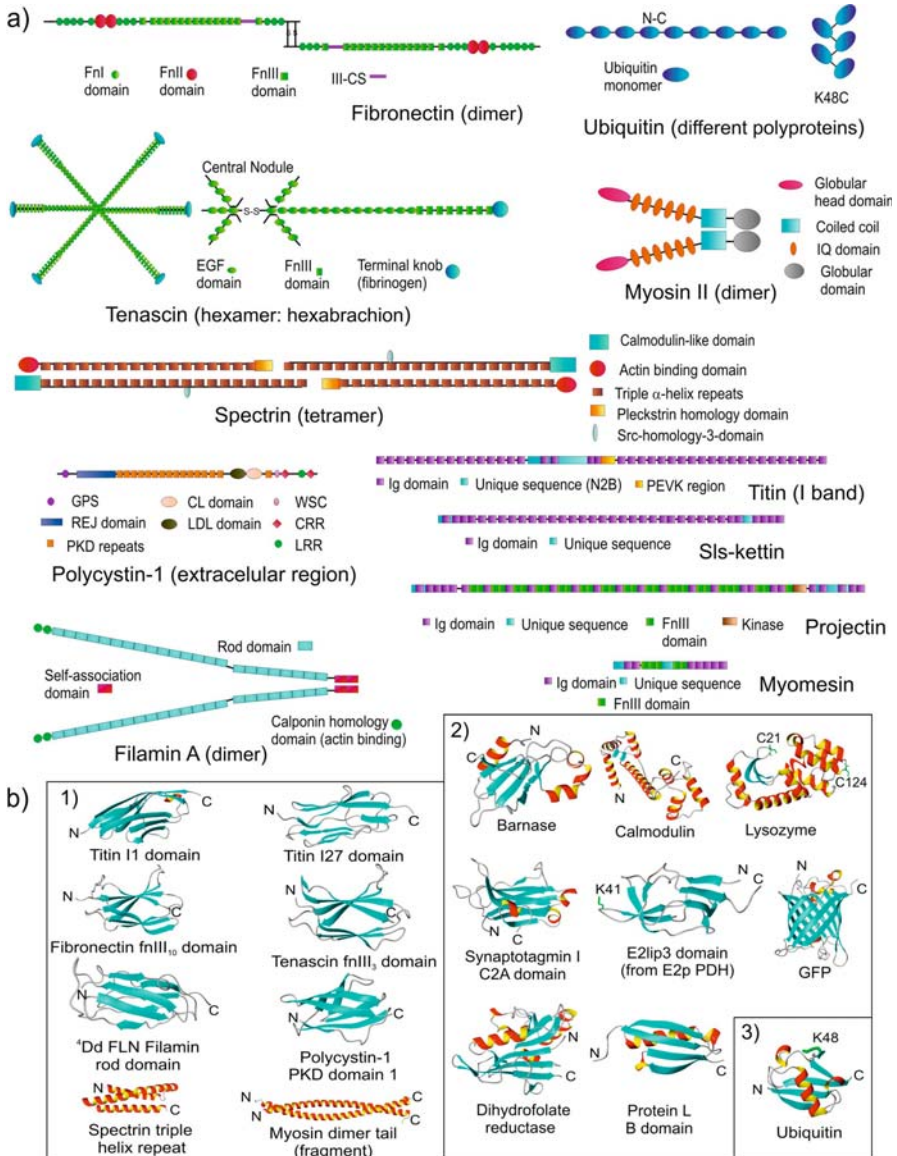 a)
FnI
domain
FnII
domain
FnIII
domain
III-CS
Fibronectin (dimer)
N-C
Ubiquitin
monomer
K48C
Ubiquitin (different polyproteins)
Central Nodule
S-S
EGF
domain
FnIII
domain
Terminal knob
(fibrinogen)
Tenascin (hexamer: hexabrachion)
Globular
head domain
Coiled coil
IQ domain
Globular
domain
Myosin II (dimer)
Calmodulin-like domain
Actin binding domain
Triple α-helix repeats
Pleckstrin homology domain
Src-homology-3-domain
Spectrin (tetramer)
GPS
CL domain
WSC
REJ domain
LDL domain
CRR
PKD repeats
LRR
Polycystin-1 (extracelular region)
Ig domain
Unique sequence (N2B)
PEVK region
Titin (I band)
Ig domain
Unique sequence
Sls-kettin
Ig domain
Unique sequence
FnIII
domain
Kinase
Projectin
Ig domain
Unique sequence
FnIII domain
Myomesin
Rod domain
Self-association
domain
Calponin homology
domain (actin binding)
Filamin A (dimer)
b)
1)
N
C
Titin I1 domain
N
C
Titin I27 domain
N
C
Fibronectin fnIII₁₀ domain
N
C
Tenascin fnIII₃ domain
N
C
⁴Dd FLN Filamin
rod domain
N
C
Polycystin-1
PKD domain 1
N
C
Spectrin triple
helix repeat
N
N
C
C
Myosin dimer tail
(fragment)
2)
N
C
Barnase
N
C
Calmodulin
C21
C124
Lysozyme
N
C
Synaptotagmin I
C2A domain
K41
N
C
E2lip3 domain
(from E2p PDH)
N
C
GFP
N
C
Dihydrofolate
reductase
N
C
Protein L
B domain
3)
K48
N
C
Ubiquitin